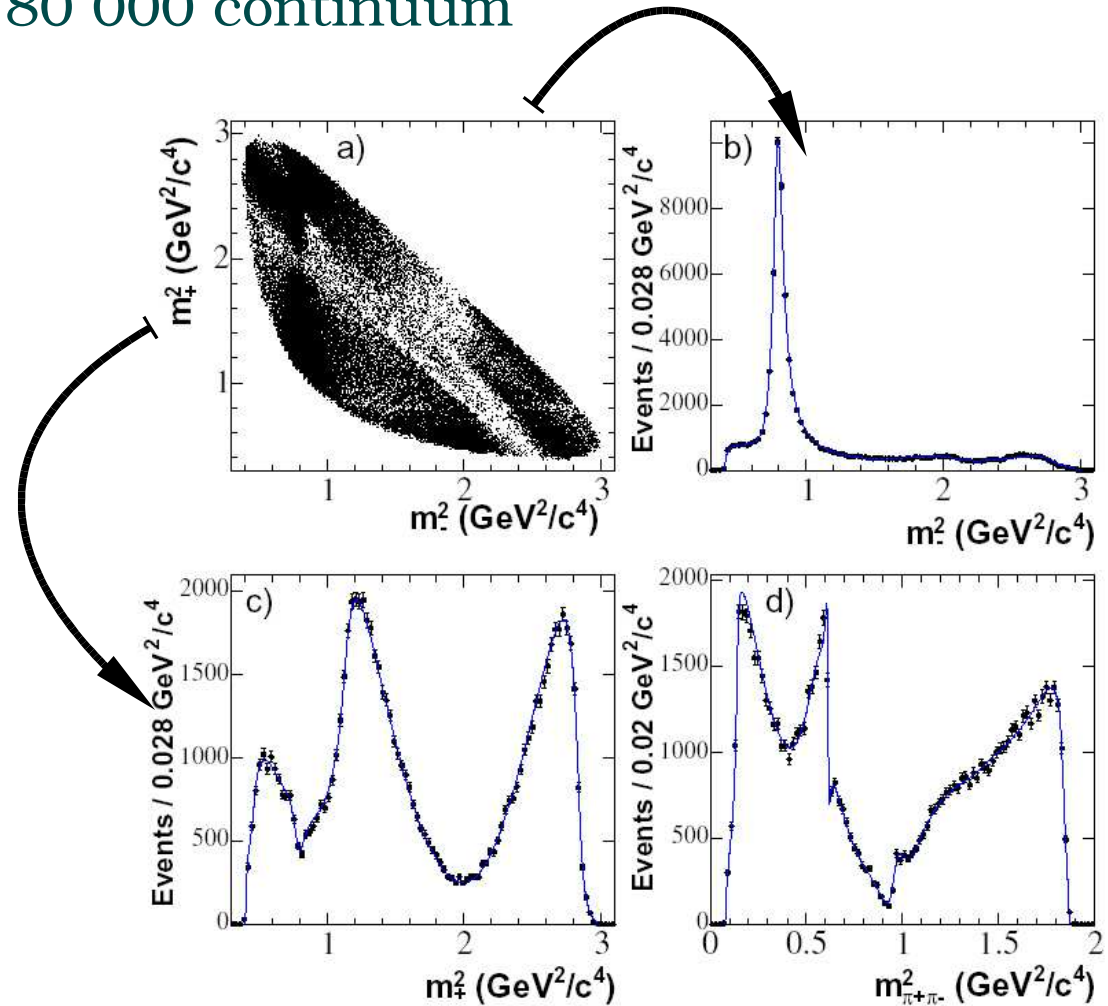 80 000 continuum
a)
m²₊ (GeV²/c⁴)
3
2
1
1 2 3
m²₋ (GeV²/c⁴)
b)
Events / 0.028 GeV²/c⁴
8000
6000
4000
2000
0
1 2 3
m²₋ (GeV²/c⁴)
c)
Events / 0.028 GeV²/c⁴
2000
1500
1000
500
0
1 2 3
m²₊ (GeV²/c⁴)
d)
Events / 0.02 GeV²/c⁴
2000
1500
1000
500
0
0 0.5 1 1.5 2
m²π+π- (GeV²/c⁴)